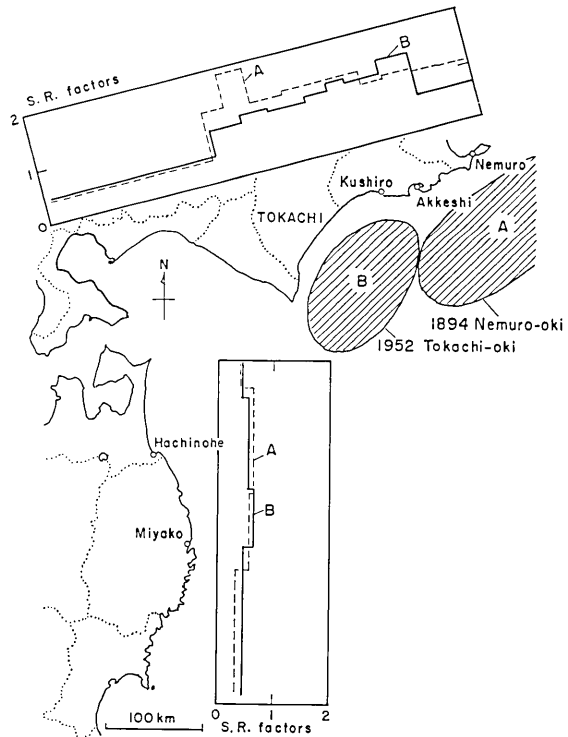 S. R. factors
2
1
0
A
B
Nemuro
Kushiro
Akkeshi
TOKACHI
A
B
N
1894 Nemuro-oki
1952 Tokachi-oki
Hachinohe
A
B
Miyako
100 km
0 1 2
S.R. factors